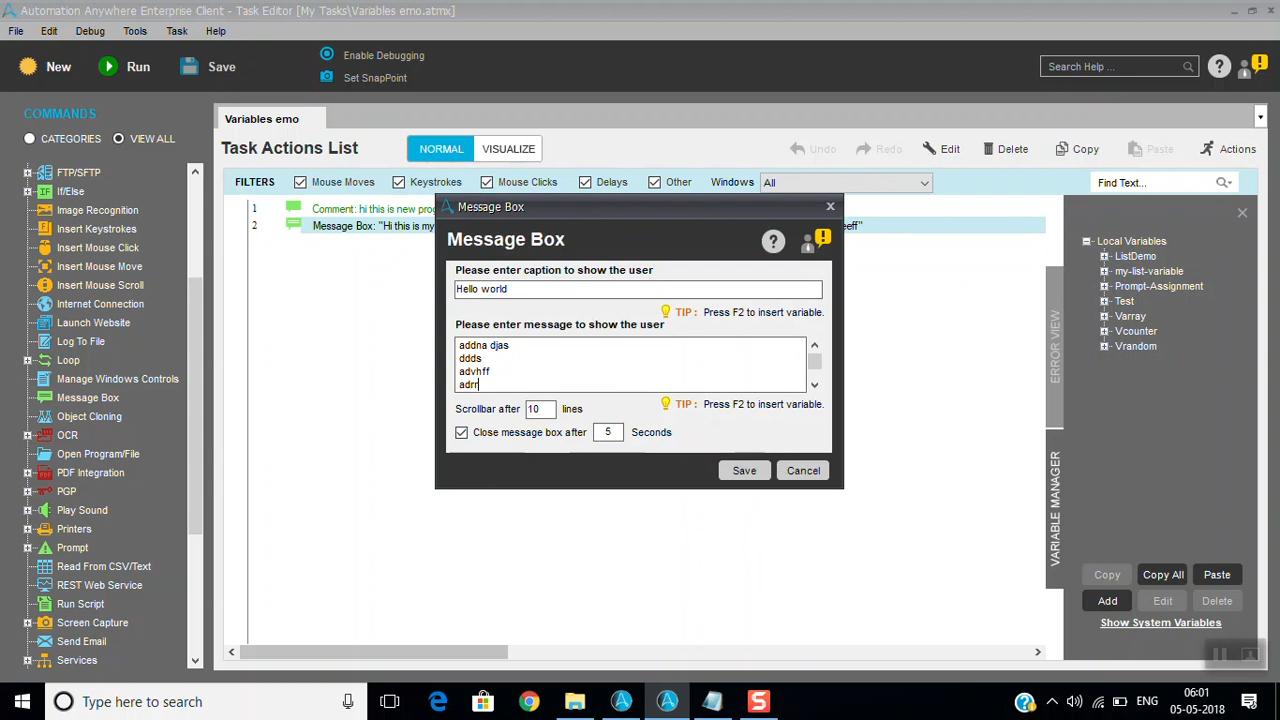 Automation Anywhere Enterprise Client - Task Editor [My Tasks\Variables emo.atmx]
File Edit Debug Tools Task Help
New Run Save
Enable Debugging
Set SnapPoint
Search Help ...
COMMANDS
CATEGORIES VIEW ALL
FTP/SFTP
If/Else
Image Recognition
Insert Keystrokes
Insert Mouse Click
Insert Mouse Move
Insert Mouse Scroll
Internet Connection
Launch Website
Log To File
Loop
Manage Windows Controls
Message Box
Object Cloning
OCR
Open Program/File
PDF Integration
PGP
Play Sound
Printers
Prompt
Read From CSV/Text
REST Web Service
Run Script
Screen Capture
Send Email
Services
Variables emo
Task Actions List NORMAL VISUALIZE Undo Redo Edit Delete Copy Paste Actions
FILTERS Mouse Moves Keystrokes Mouse Clicks Delays Other Windows All Find Text...
1 Comment: hi this is new prog
2 Message Box: "Hi this is my eeff"
Message Box
Message Box
Please enter caption to show the user
Hello world
TIP : Press F2 to insert variable.
Please enter message to show the user
addna djas
ddds
advhff
adrr
Scrollbar after 10 lines
TIP : Press F2 to insert variable.
Close message box after 5 Seconds
Save Cancel
ERROR VIEW
VARIABLE MANAGER
Local Variables
ListDemo
my-list-variable
Prompt-Assignment
Test
Varray
Vcounter
Vrandom
Copy Copy All Paste
Add Edit Delete
Show System Variables
Type here to search
ENG
06:01
05-05-2018